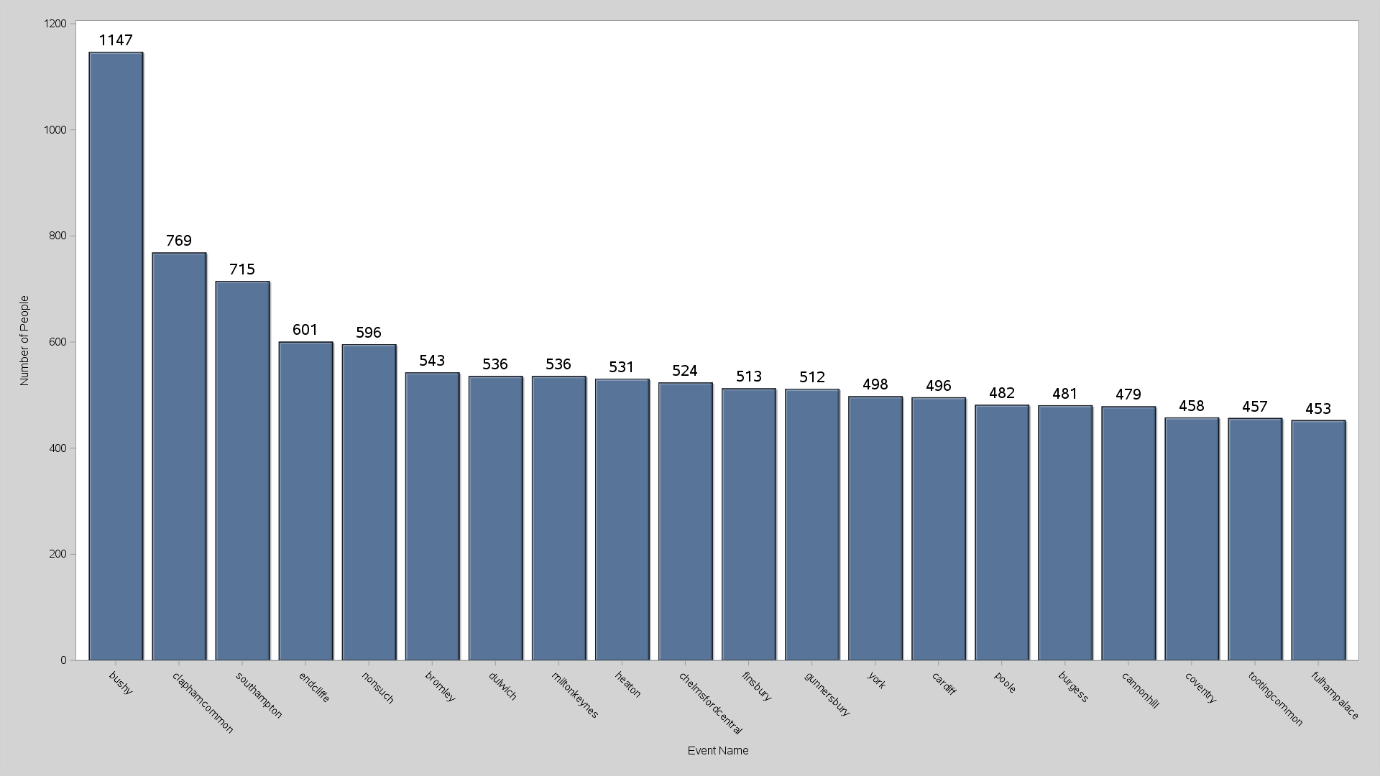 1200
1000
800
600
400
200
0
Number of People
1147
769
715
601
596
543
536
536
531
524
513
512
498
496
482
481
479
458
457
453
bushy
claphamcommon
southampton
endcliffe
nonsuch
bromley
dulwich
miltonkeynes
heaton
chelmsfordcentral
finsbury
gunnersbury
york
cardiff
poole
burgess
cannonhill
coventry
tootingcommon
fulhampalace
Event Name